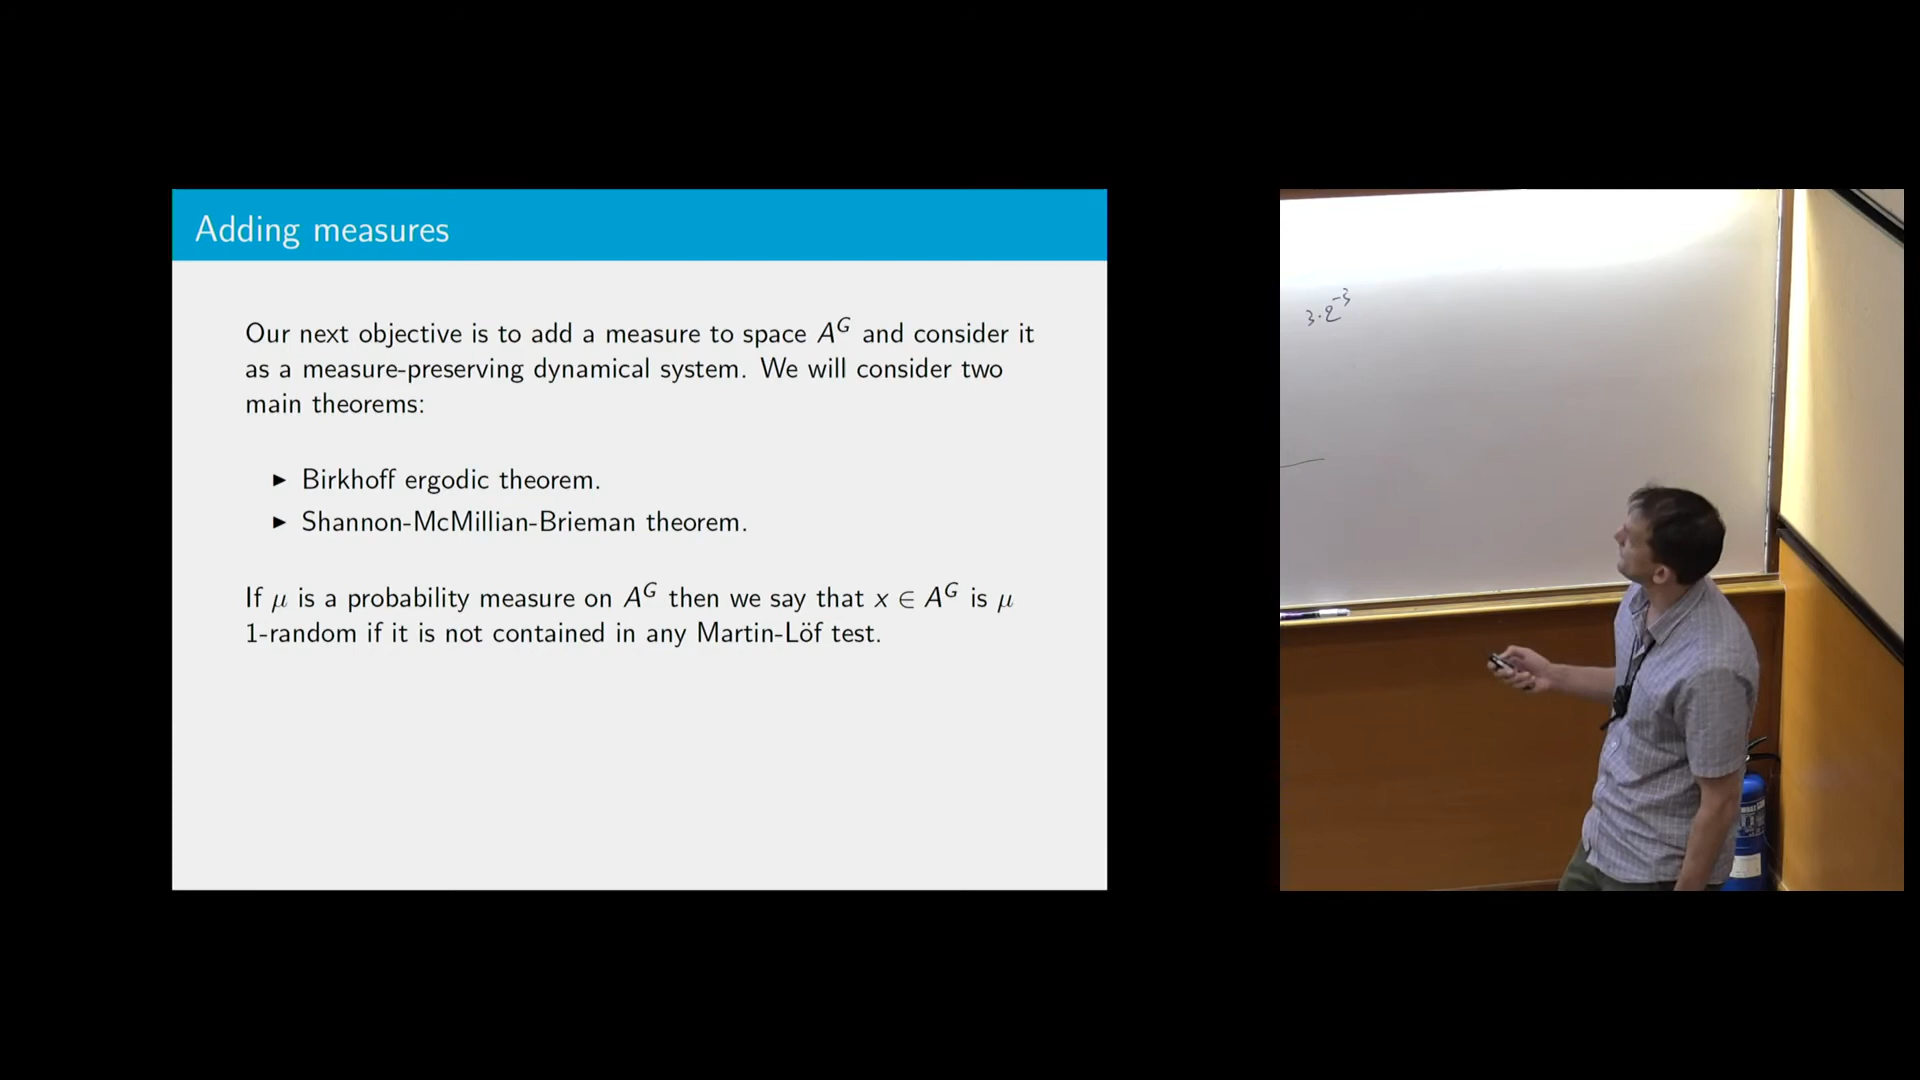 Adding measures
Our next objective is to add a measure to space A^G and consider it
as a measure-preserving dynamical system. We will consider two
main theorems:
▶ Birkhoff ergodic theorem.
▶ Shannon-McMillian-Brieman theorem.
If μ is a probability measure on A^G then we say that x ∈ A^G is μ
1-random if it is not contained in any Martin-Löf test.
3·2^-3